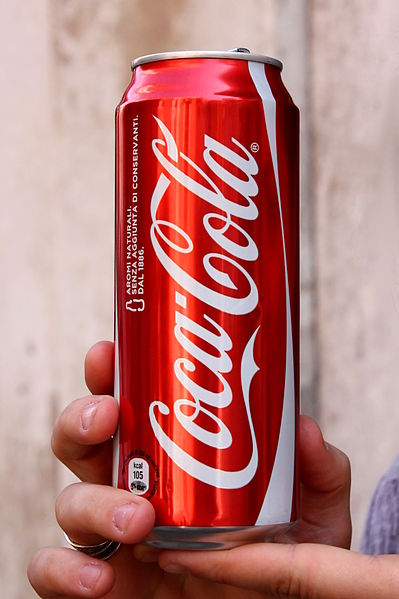 AROMI NATURALI.
SENZA AGGIUNTA DI CONSERVANTI.
DAL 1886.
Coca-Cola®
kcal
105